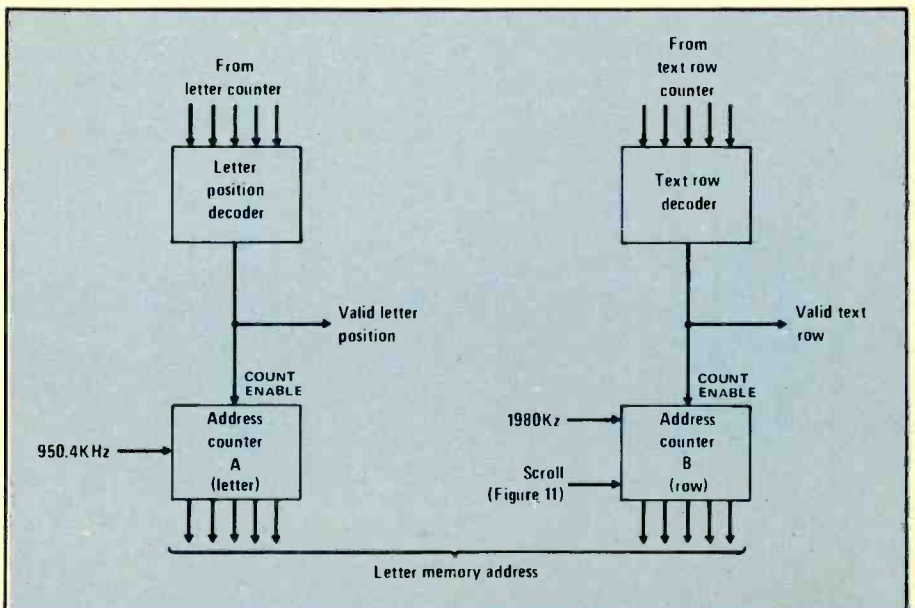 From
letter counter
Letter
position
decoder
Valid letter
position
COUNT
ENABLE
950.4KHz
Address
counter
A
(letter)
From
text row
counter
Text row
decoder
Valid text
row
COUNT
ENABLE
1980Kz
Scroll
(Figure 11)
Address
counter
B
(row)
Letter memory address